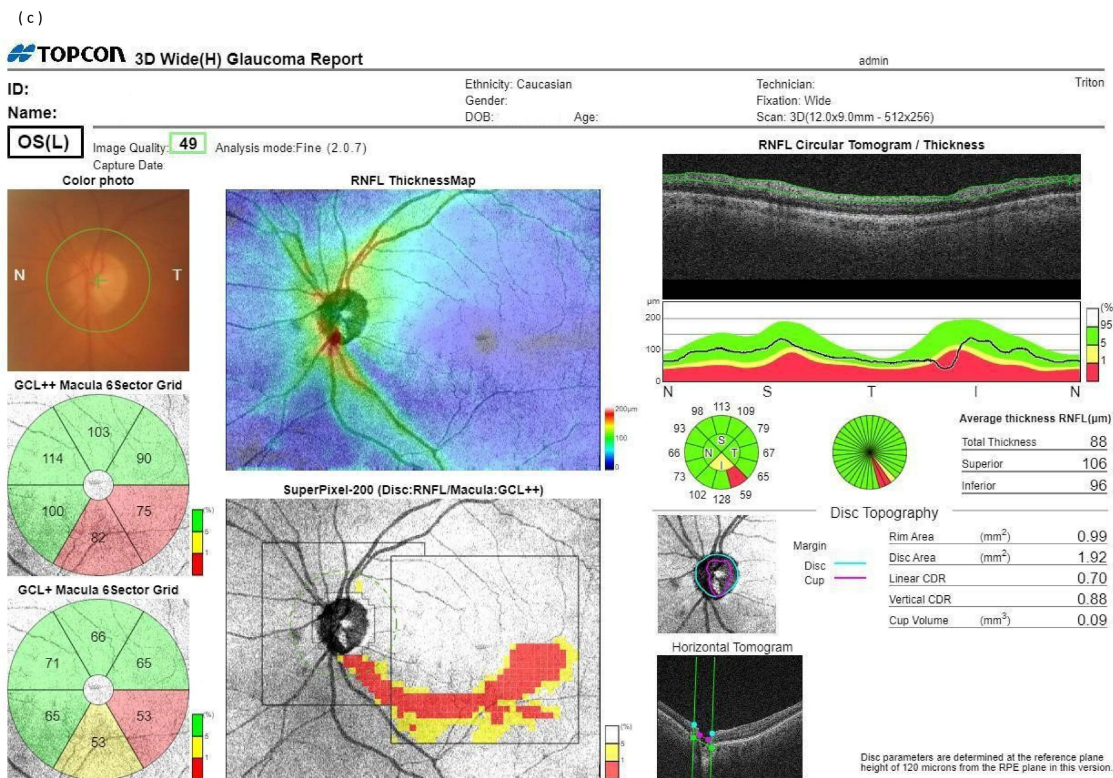 (c)
TOPCON 3D Wide(H) Glaucoma Report
admin
ID:
Name:
Ethnicity: Caucasian
Gender:
DOB: Age:
Technician:
Fixation: Wide
Scan: 3D(12.0x9.0mm - 512x256)
Triton
OS(L)
Image Quality: 49 Analysis mode:Fine (2.0.7)
Capture Date
Color photo
N T
RNFL ThicknessMap
200µm
100
0
RNFL Circular Tomogram / Thickness
µm
200
100
0
N S T I N
(%
95
5
1
GCL++ Macula 6Sector Grid
103
114 90
100 75
82
(%)
5
1
GCL+ Macula 6Sector Grid
66
71 65
65 53
53
(%)
5
1
SuperPixel-200 (Disc:RNFL/Macula:GCL++)
(%)
5
1
98 113 109
93 79
66 67
73 65
102 128 59
S
N T
I
Average thickness RNFL(µm)
Total Thickness 88
Superior 106
Inferior 96
Disc Topography
Margin
Disc
Cup
Rim Area (mm²) 0.99
Disc Area (mm²) 1.92
Linear CDR 0.70
Vertical CDR 0.88
Cup Volume (mm³) 0.09
Horizontal Tomogram
Disc parameters are determined at the reference plane
height of 120 microns from the RPE plane in this version.